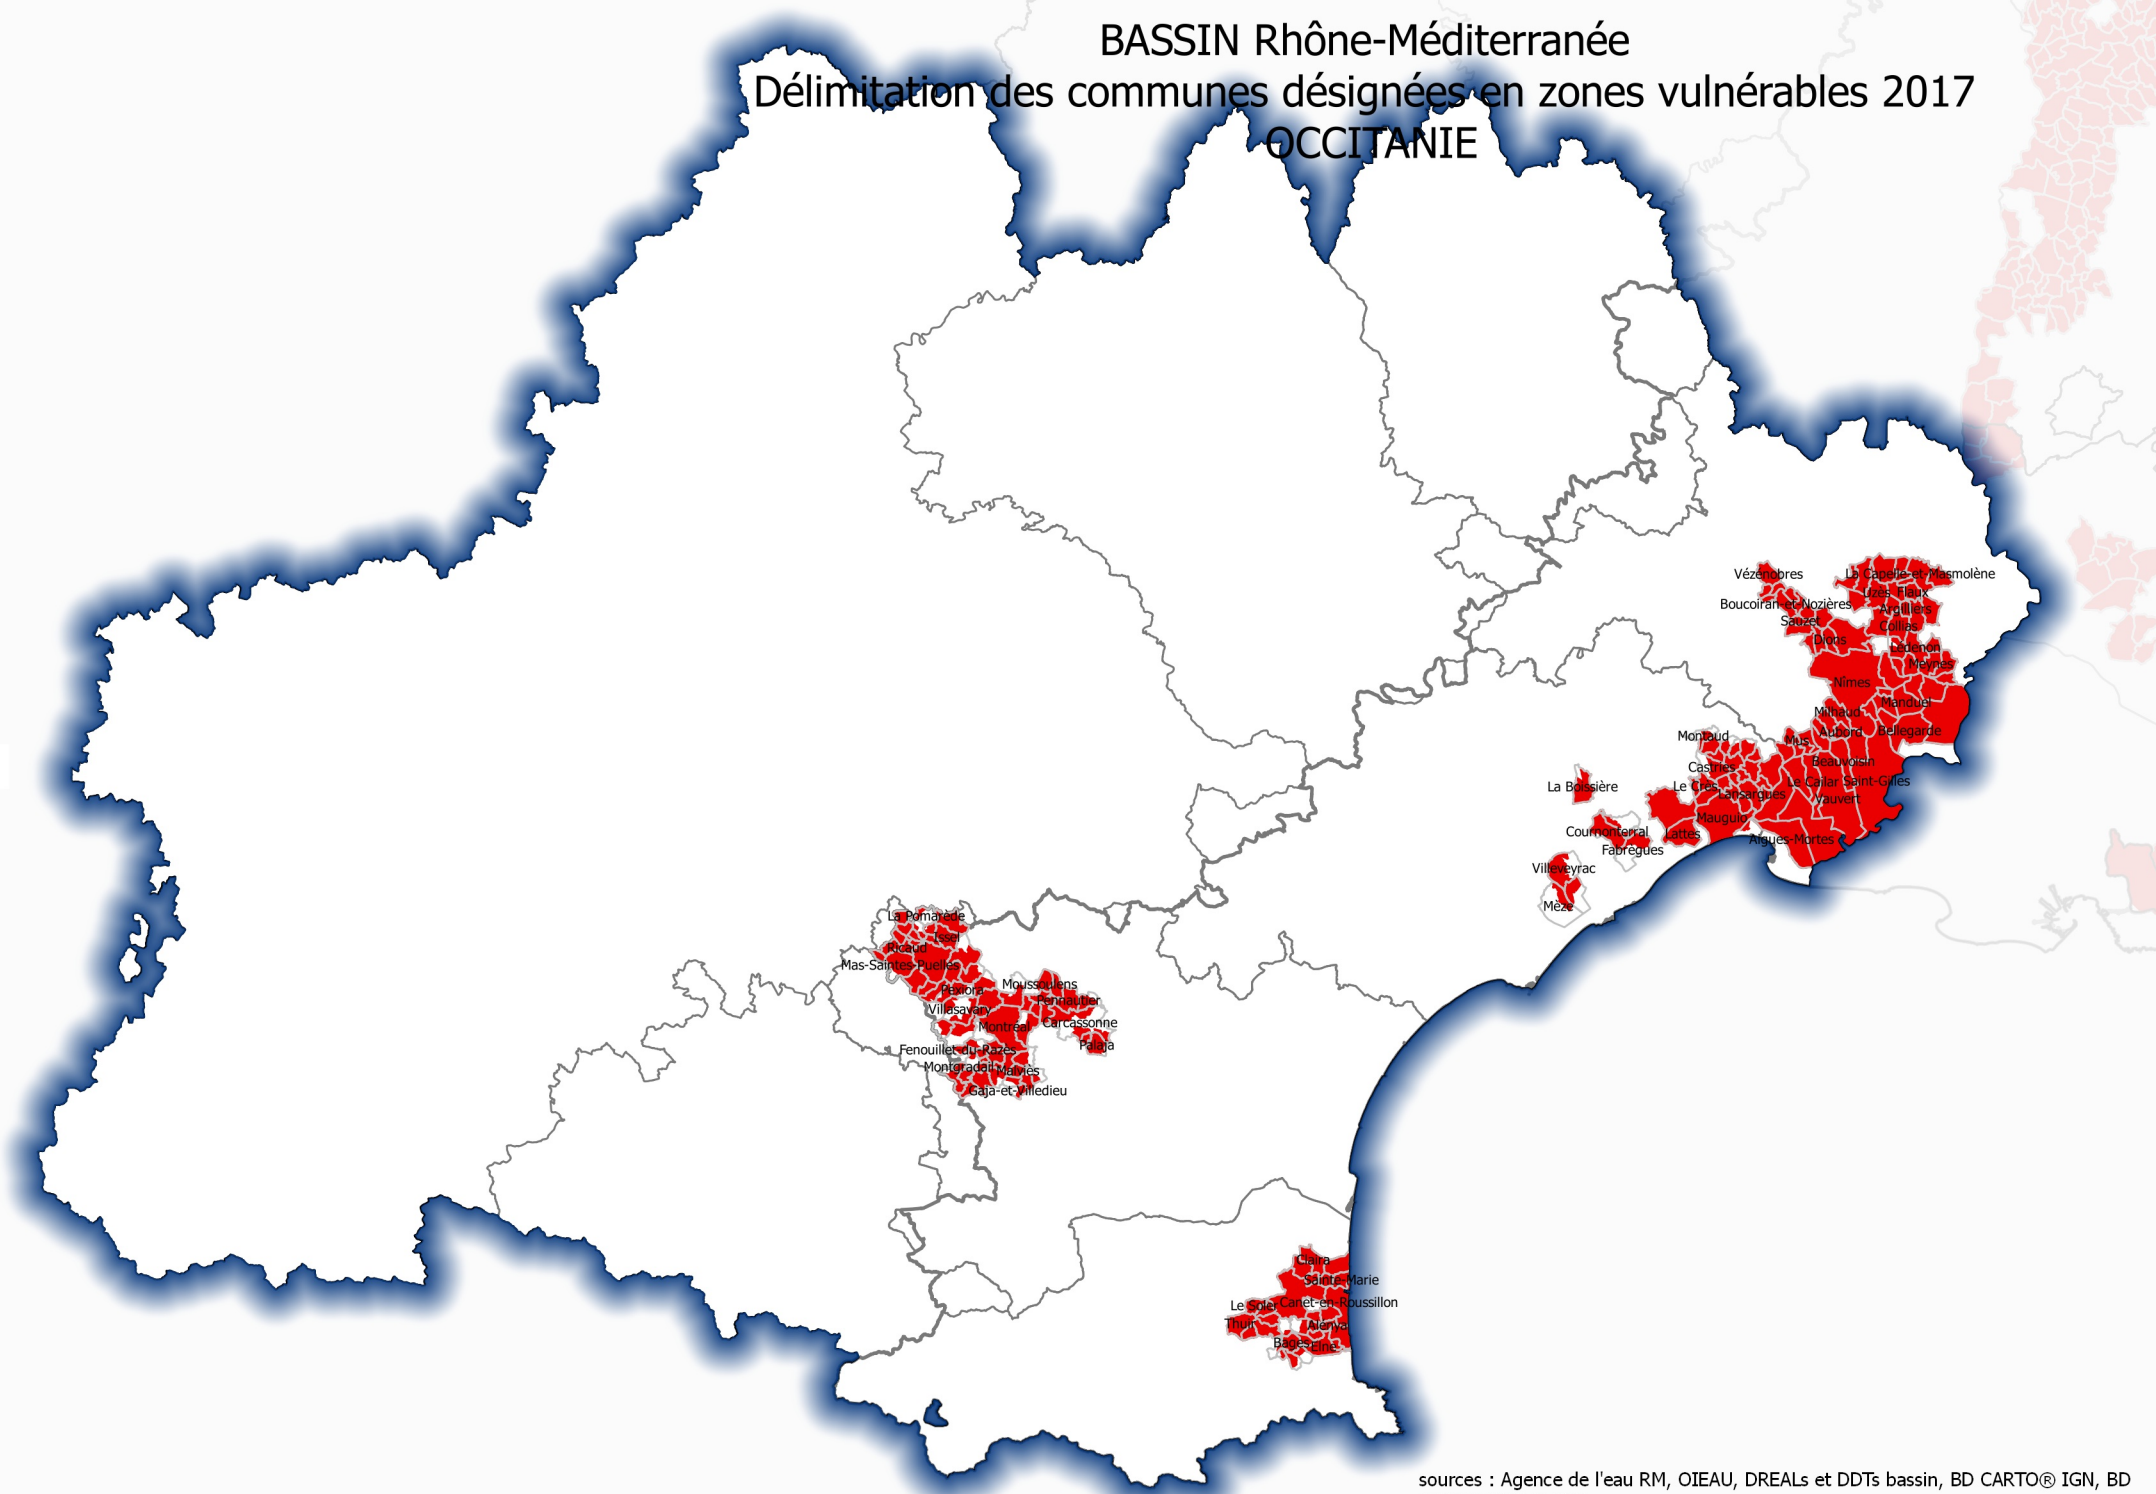 BASSIN Rhône-Méditerranée
Délimitation des communes désignées en zones vulnérables 2017
OCCITANIE
Vézénobres
La Capelle-et-Masmolène
Uzès
Flaux
Boucoiran-et-Nozières
Argilliers
Sauzet
Collias
Dions
Lédenon
Meynes
Nîmes
Manduel
Milhaud
Aubord
Bellegarde
Montaud
Mus
Beauvoisin
Castries
La Boissière
Le Crès
Lansargues
Le Cailar
Saint-Gilles
Vauvert
Mauguio
Cournonterral
Lattes
Aigues-Mortes
Fabrègues
Villeveyrac
Mèze
La Pomarède
Issel
Ricaud
Mas-Saintes-Puelles
Moussoulens
Pexiora
Pennautier
Villasavary
Carcassonne
Montréal
Palaja
Fenouillet-du-Razès
Montgradail
Malviès
Gaja-et-Villedieu
Claira
Sainte-Marie
Le Soler
Canet-en-Roussillon
Thuir
Alénya
Bages
Elne
sources : Agence de l'eau RM, OIEAU, DREALs et DDTs bassin, BD CARTO® IGN, BD